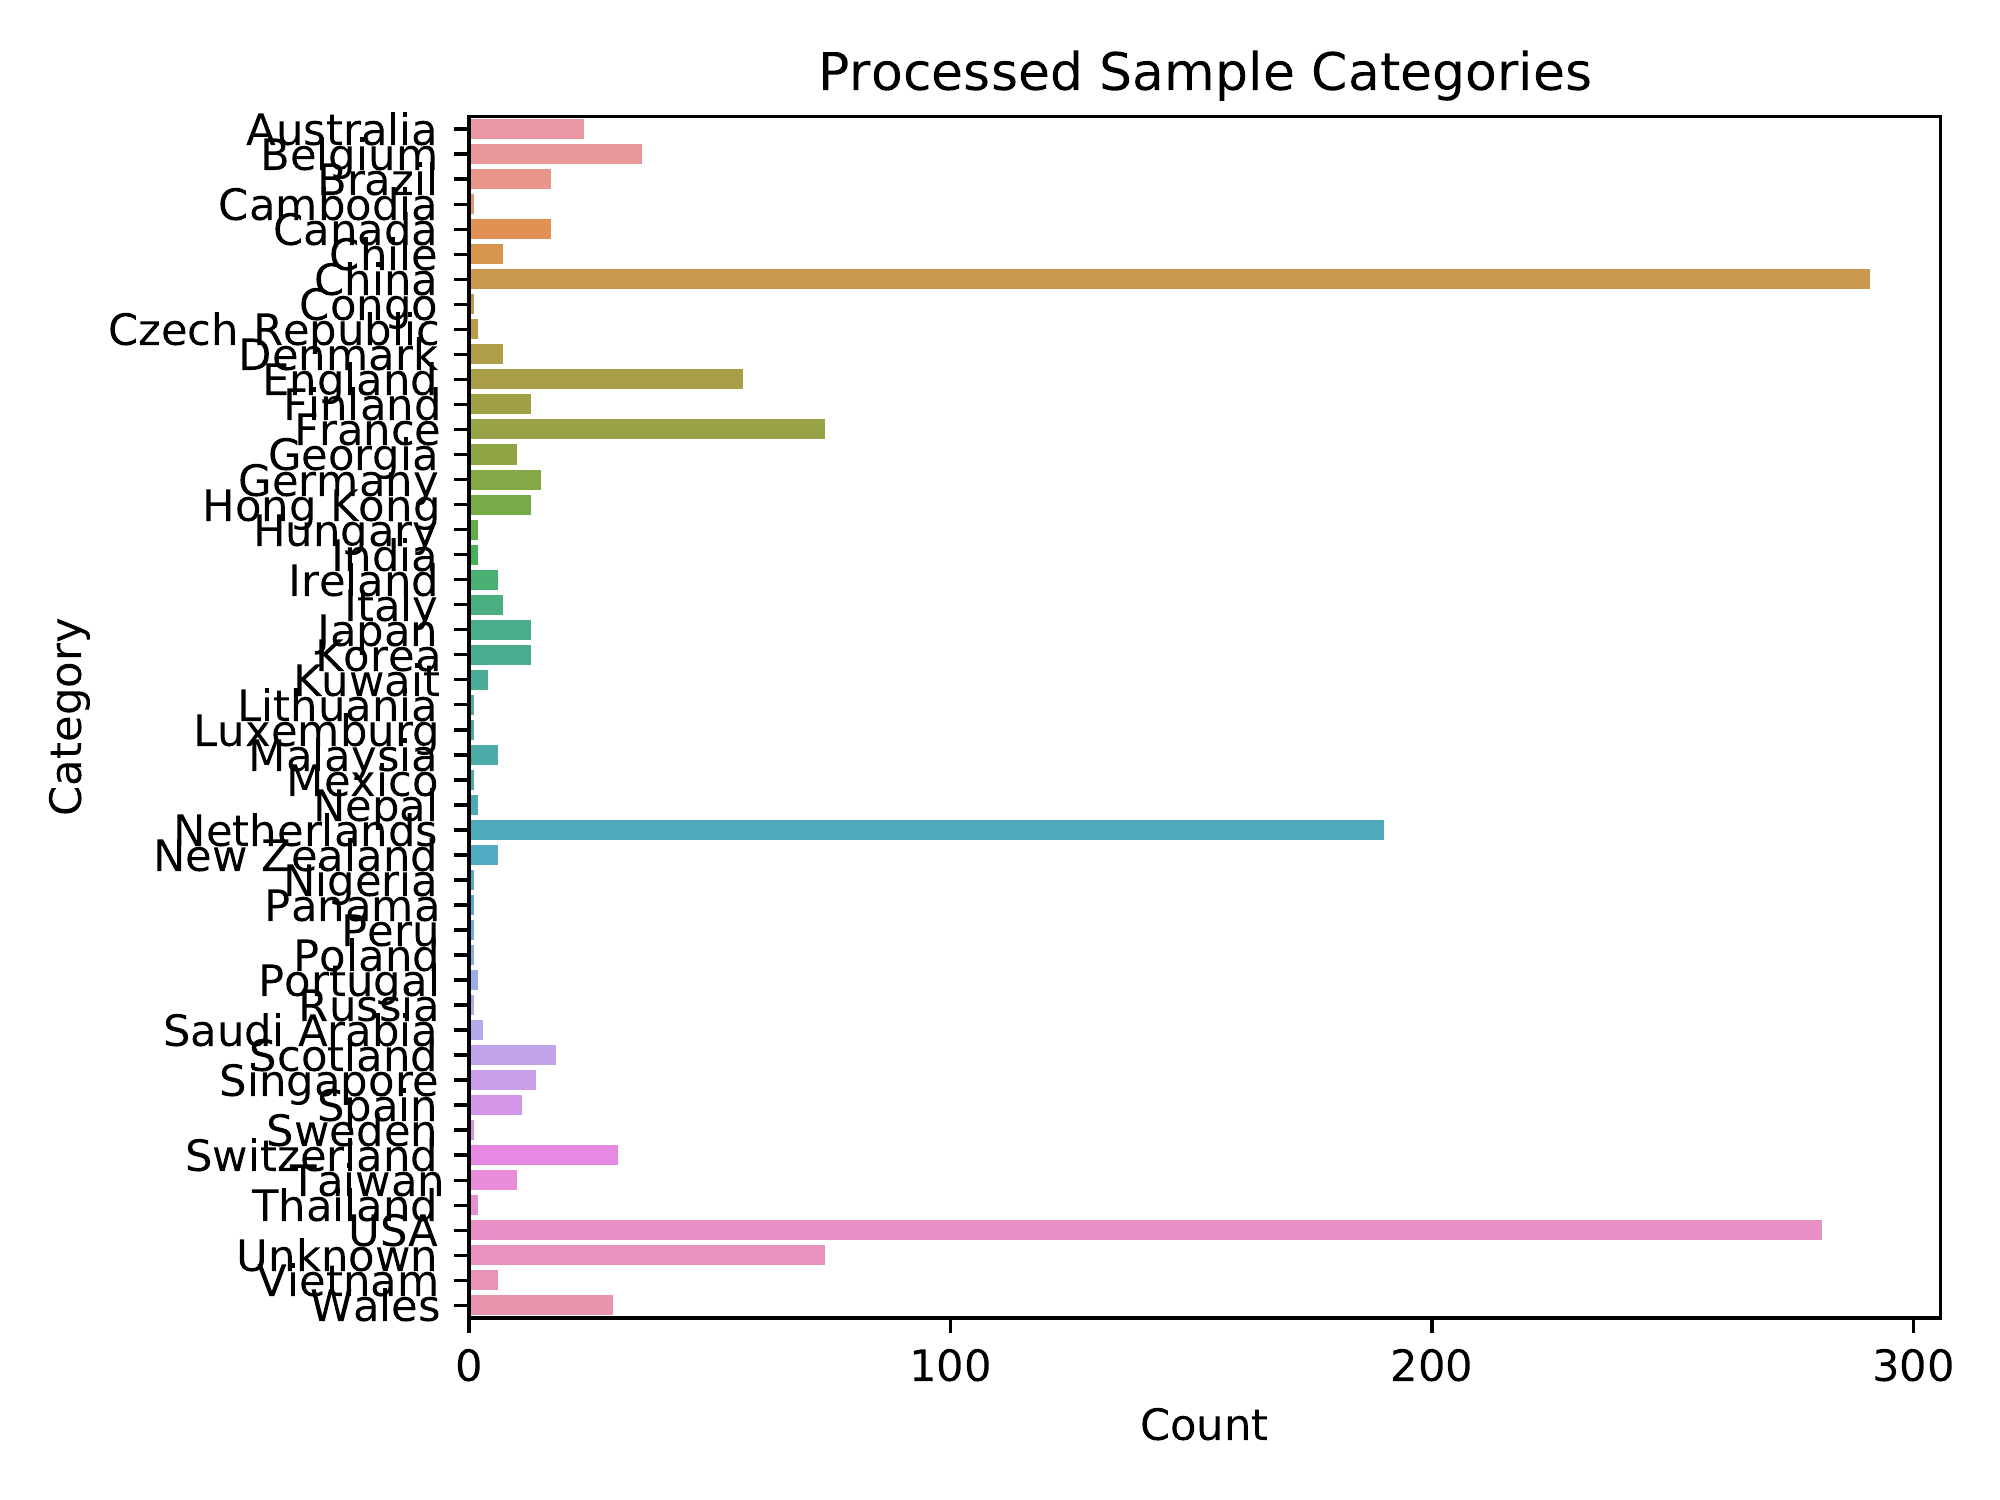 Processed Sample Categories
Australia
Belgium
Brazil
Cambodia
Canada
Chile
China
Congo
Czech Republic
Denmark
England
Finland
France
Georgia
Germany
Hong Kong
Hungary
India
Ireland
Italy
Japan
Korea
Kuwait
Lithuania
Luxemburg
Malaysia
Mexico
Nepal
Netherlands
New Zealand
Nigeria
Panama
Peru
Poland
Portugal
Russia
Saudi Arabia
Scotland
Singapore
Spain
Sweden
Switzerland
Taiwan
Thailand
USA
Unknown
Vietnam
Wales
Category
0 100 200 300
Count